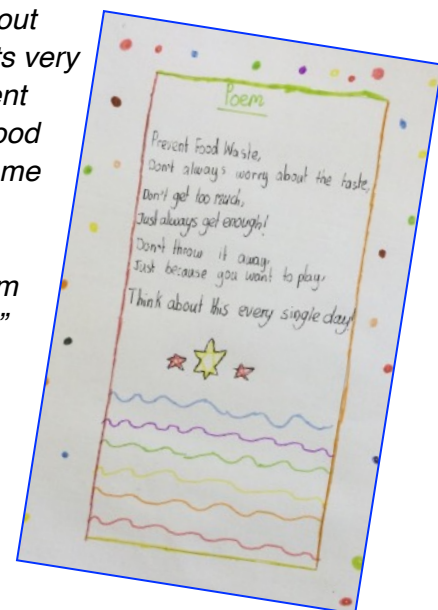 out
ts very
ent
ood
me
m
”
Poem
Prevent Food Waste,
Don't always worry about the taste,
Don't get too much,
Just always get enough!
Don't throw it away,
Just because you want to play,
Think about this every single day!